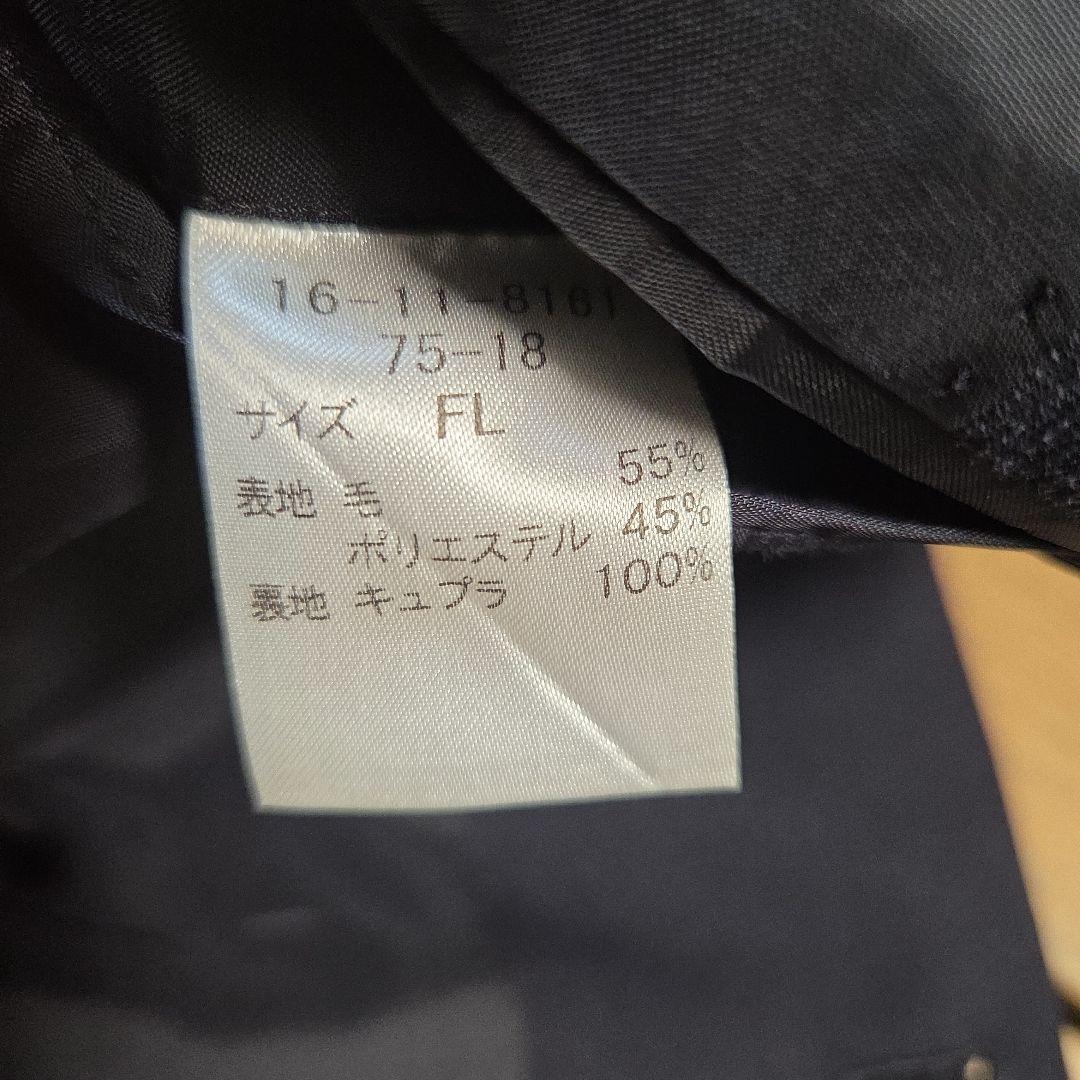 16-11-8161
75-18
サイズ FL
表地 毛 55%
ポリエステル 45%
裏地 キュプラ 100%